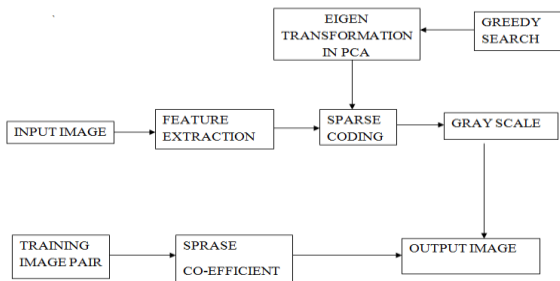 EIGEN
TRANSFORMATION
IN PCA
GREEDY
SEARCH
INPUT IMAGE
FEATURE
EXTRACTION
SPARSE
CODING
GRAY SCALE
TRAINING
IMAGE PAIR
SPRASE
CO-EFFICIENT
OUTPUT IMAGE